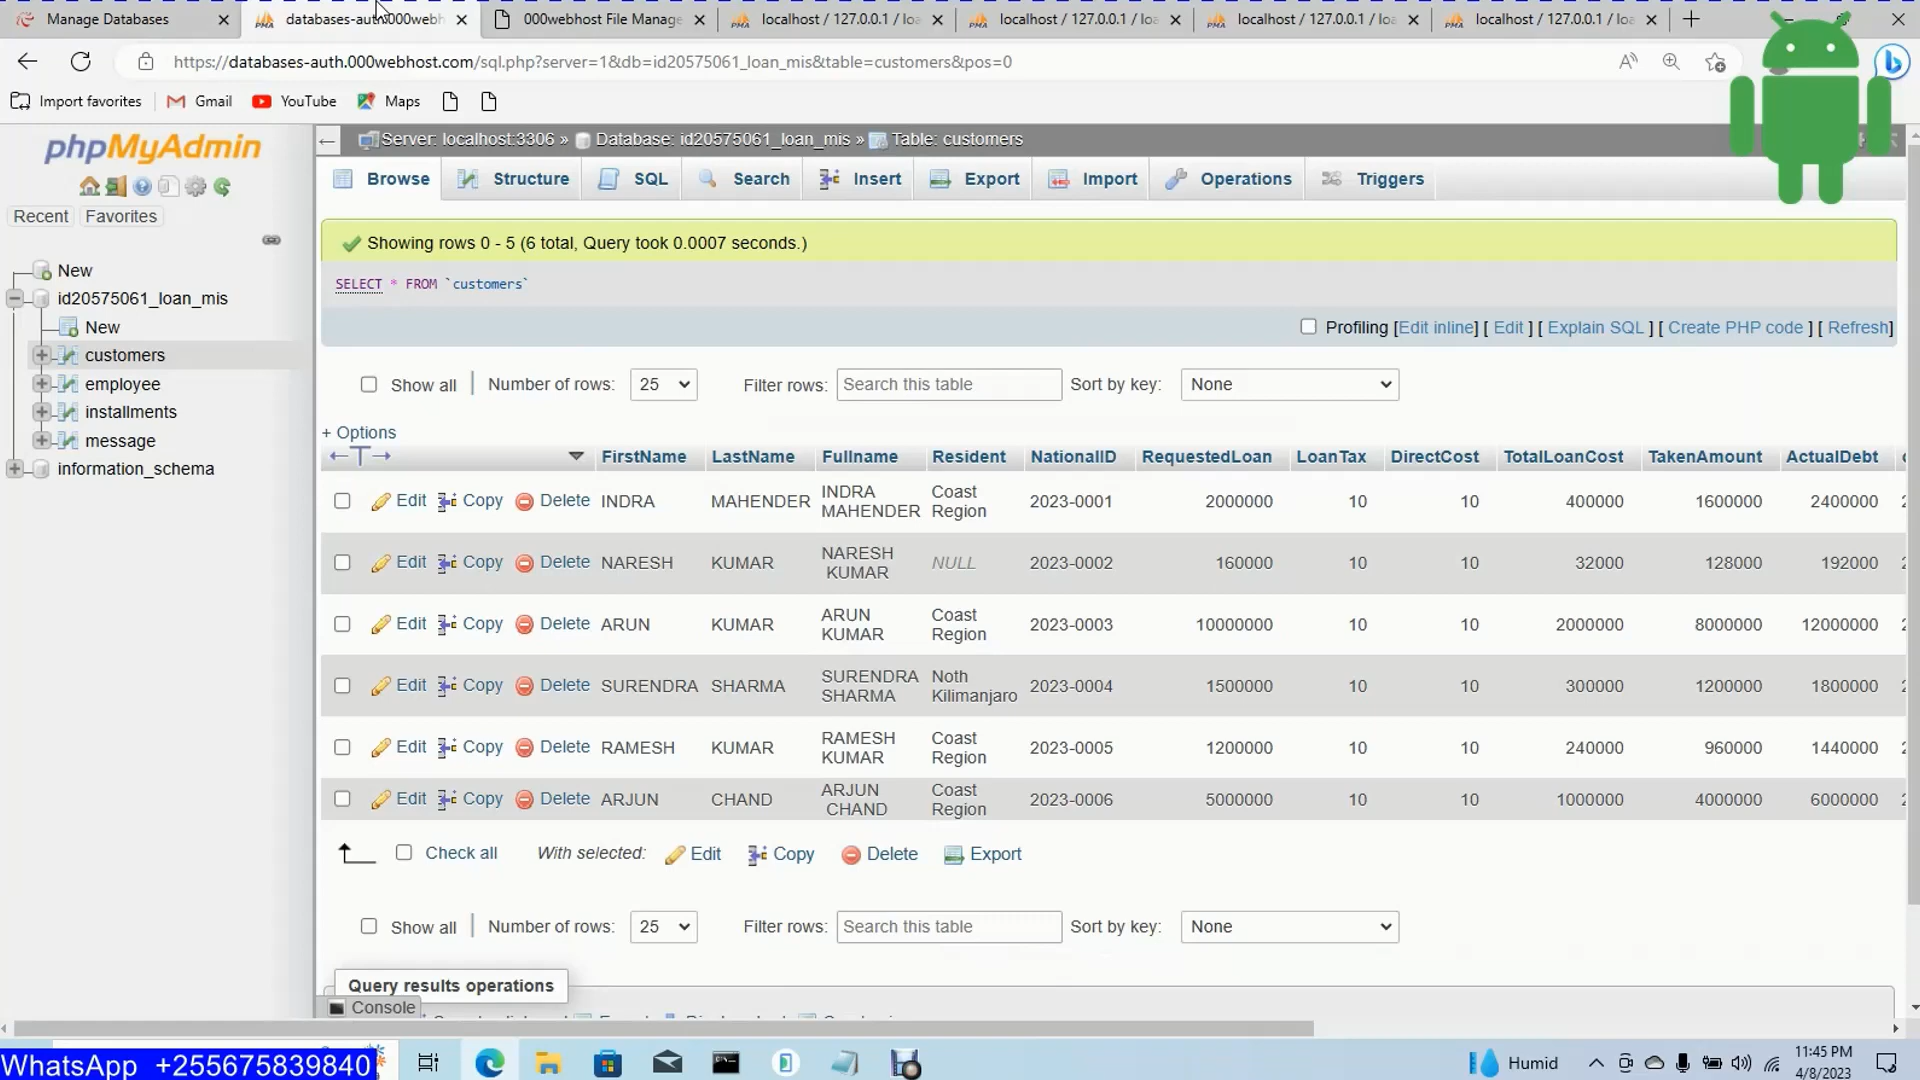 Manage Databases
databases-auth.000webh
000webhost File Manage
localhost / 127.0.0.1 / loa
localhost / 127.0.0.1 / loa
localhost / 127.0.0.1 / loa
localhost / 127.0.0.1 / loa
https://databases-auth.000webhost.com/sql.php?server=1&db=id20575061_loan_mis&table=customers&pos=0
Import favorites Gmail YouTube Maps
phpMyAdmin
Recent Favorites
New
id20575061_loan_mis
New
customers
employee
installments
message
information_schema
Server: localhost:3306 » Database: id20575061_loan_mis » Table: customers
Browse Structure SQL Search Insert Export Import Operations Triggers
Showing rows 0 - 5 (6 total, Query took 0.0007 seconds.)
SELECT * FROM `customers`
Profiling [Edit inline] [ Edit ] [ Explain SQL ] [ Create PHP code ] [ Refresh]
Show all Number of rows: 25 Filter rows: Search this table Sort by key: None
+ Options
FirstName LastName Fullname Resident NationalID RequestedLoan LoanTax DirectCost TotalLoanCost TakenAmount ActualDebt
Edit Copy Delete INDRA MAHENDER INDRA MAHENDER Coast Region 2023-0001 2000000 10 10 400000 1600000 2400000
Edit Copy Delete NARESH KUMAR NARESH KUMAR NULL 2023-0002 160000 10 10 32000 128000 192000
Edit Copy Delete ARUN KUMAR ARUN KUMAR Coast Region 2023-0003 10000000 10 10 2000000 8000000 12000000
Edit Copy Delete SURENDRA SHARMA SURENDRA SHARMA Noth Kilimanjaro 2023-0004 1500000 10 10 300000 1200000 1800000
Edit Copy Delete RAMESH KUMAR RAMESH KUMAR Coast Region 2023-0005 1200000 10 10 240000 960000 1440000
Edit Copy Delete ARJUN CHAND ARJUN CHAND Coast Region 2023-0006 5000000 10 10 1000000 4000000 6000000
Check all With selected: Edit Copy Delete Export
Show all Number of rows: 25 Filter rows: Search this table Sort by key: None
Query results operations
Console
WhatsApp +255675839840
Humid
11:45 PM
4/8/2023